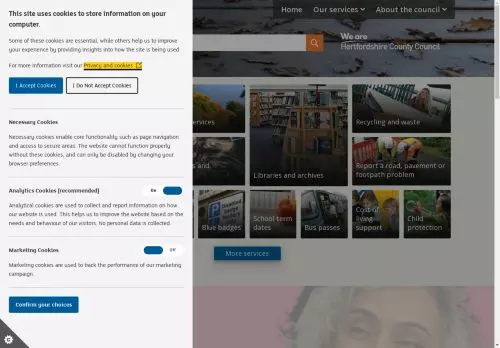 Home
Our services
About the council
This site uses cookies to store information on your
computer.
Some of these cookies are essential, while others help us to
improve your experience by providing insights into how the site is being used
For more information visit our Privacy and cookies
I Accept Cookies
I Do Not Accept Cookies
Necessary Cookies
Necessary cookies enable core functionality such as page navigation
and access to secure areas. The website cannot function properly
without these cookies, and can only be disabled by changing your
browser preferences.
Analytics Cookies (recommended)
On
Analytical cookies are used to collect and report information on how
our website is used. This helps us to improve the website based on the
needs and behaviour of our visitors. No personal data is collected.
Marketing Cookies
Off
Marketing cookies are used to track the performance of our marketing
campaign.
Confirm your choices
We are
Hertfordshire County Council
services
Libraries and archives
Recycling and waste
and
Report a road, pavement or
footpath problem
Blue badges
School term
dates
Bus passes
Cost of
living
support
Child
protection
More services